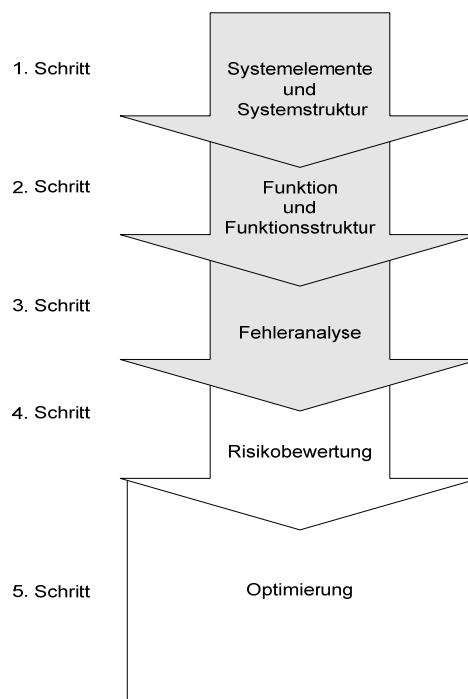 1. Schritt
Systemelemente
und
Systemstruktur
2. Schritt
Funktion
und
Funktionsstruktur
3. Schritt
Fehleranalyse
4. Schritt
Risikobewertung
5. Schritt
Optimierung